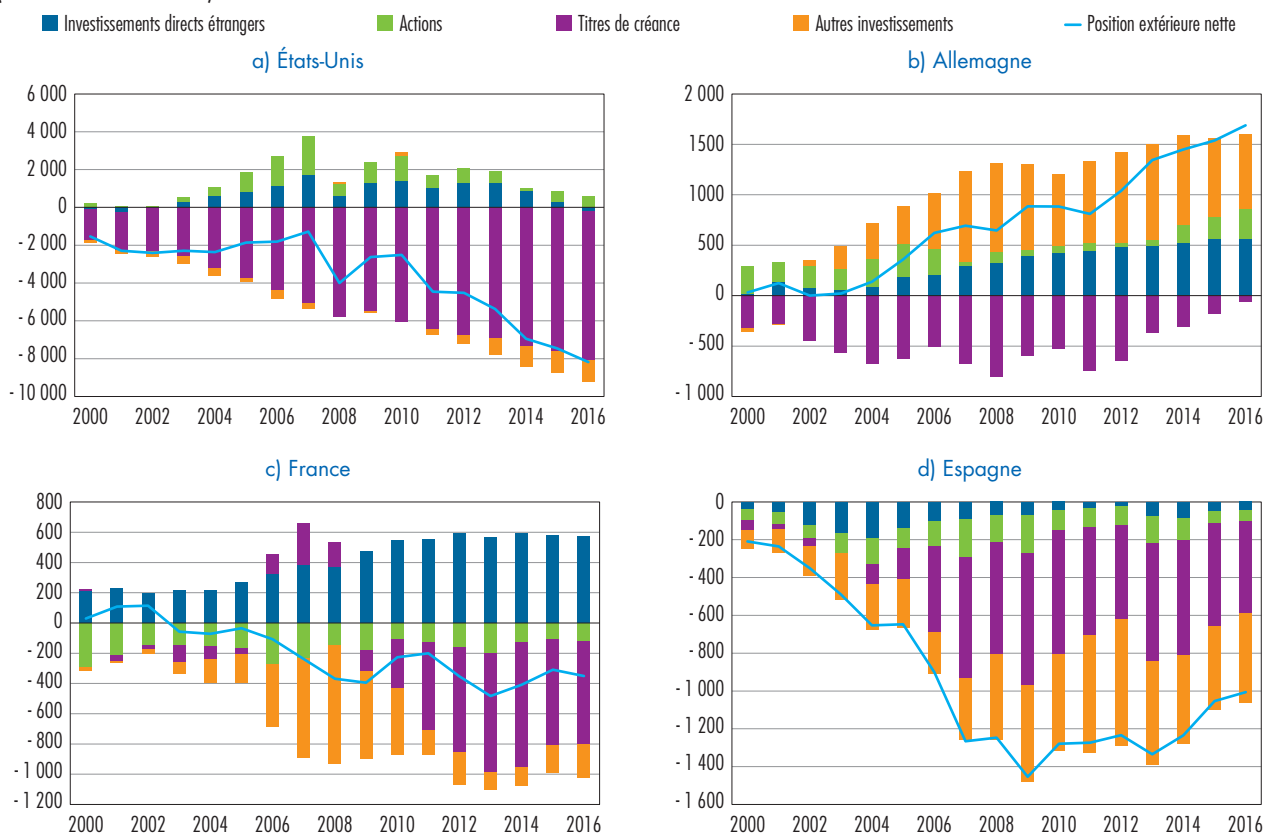 Investissements directs étrangers Actions Titres de créance Autres investissements Position extérieure nette
a) États-Unis
6 000
4 000
2 000
0
- 2 000
- 4 000
- 6 000
- 8 000
- 10 000
2000 2002 2004 2006 2008 2010 2012 2014 2016
b) Allemagne
2 000
1500
1000
500
0
- 500
- 1 000
2000 2002 2004 2006 2008 2010 2012 2014 2016
c) France
800
600
400
200
0
- 200
- 400
- 600
- 800
- 1 000
- 1 200
2000 2002 2004 2006 2008 2010 2012 2014 2016
d) Espagne
0
- 200
- 400
- 600
- 800
- 1 000
- 1 200
- 1 400
- 1 600
2000 2002 2004 2006 2008 2010 2012 2014 2016